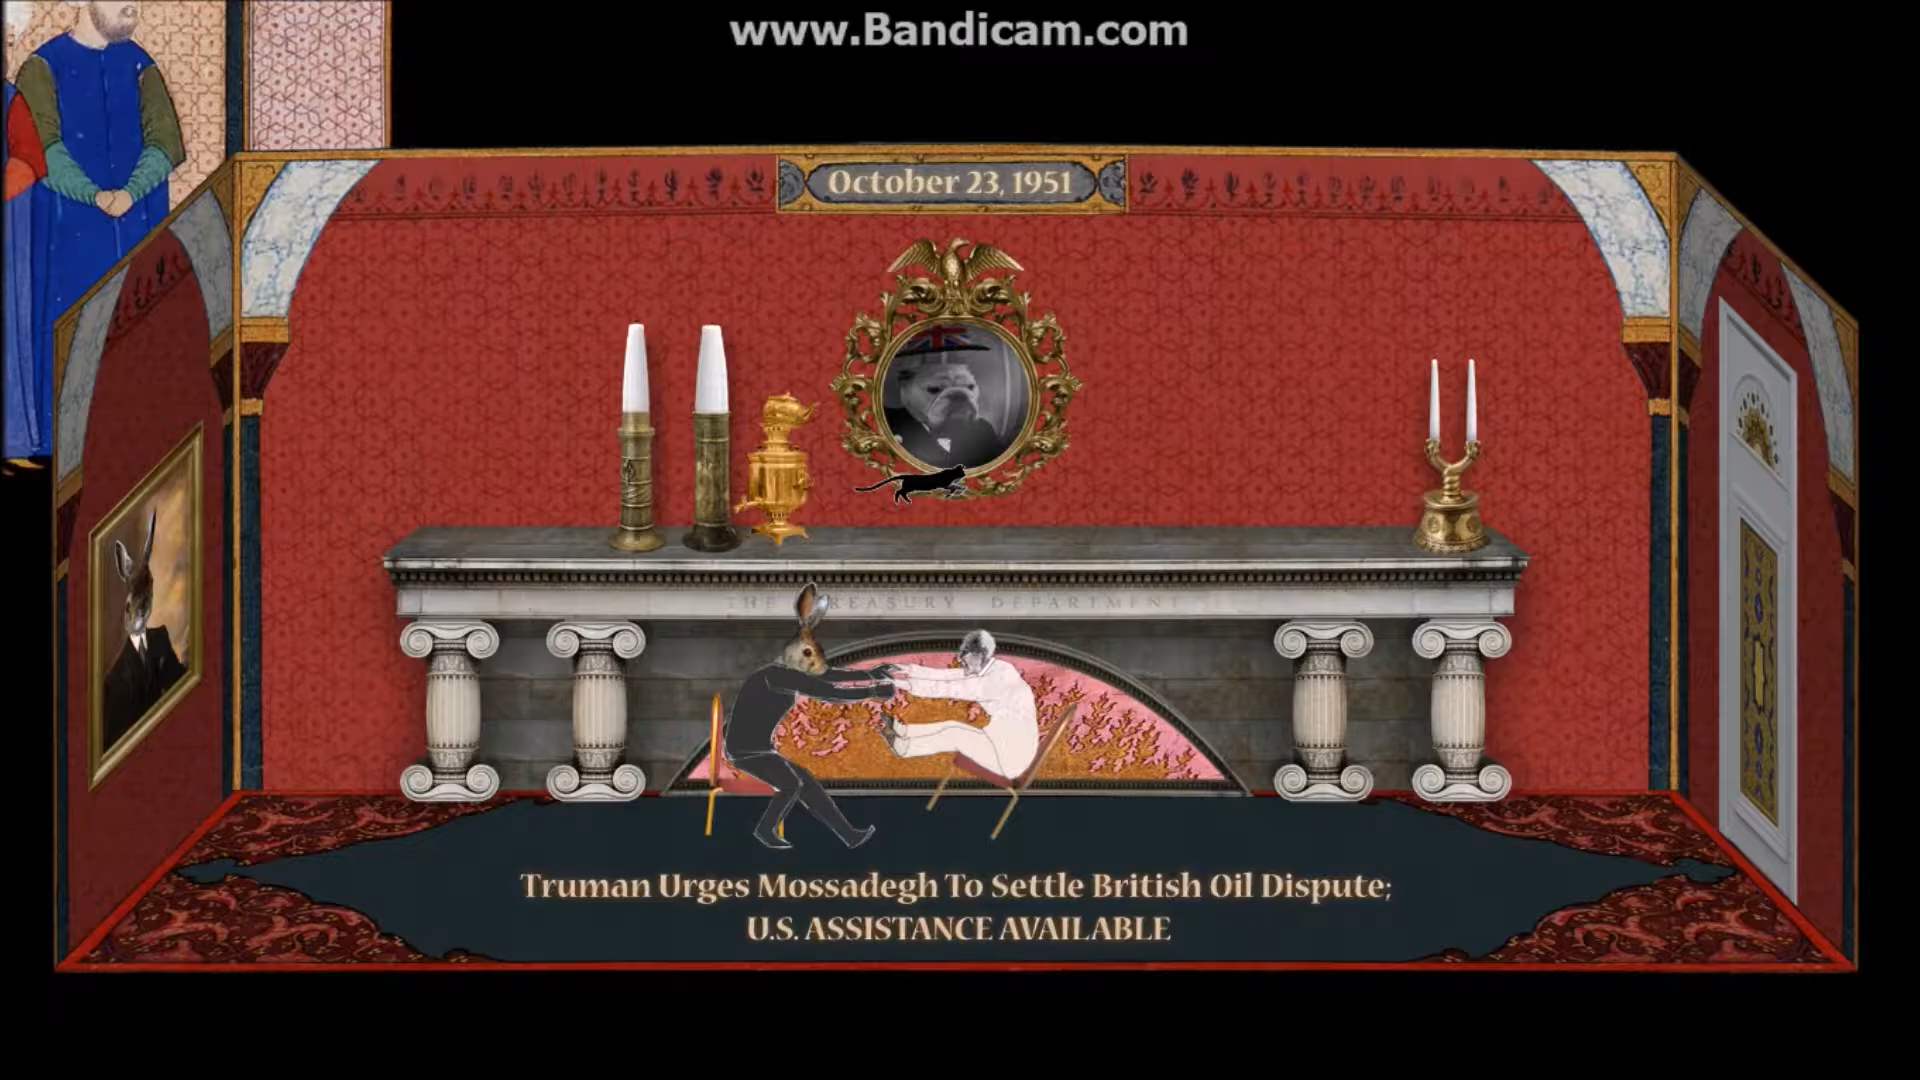 www.Bandicam.com
October 23, 1951
THE TREASURY DEPARTMENT
Truman Urges Mossadegh To Settle British Oil Dispute;
U.S. ASSISTANCE AVAILABLE